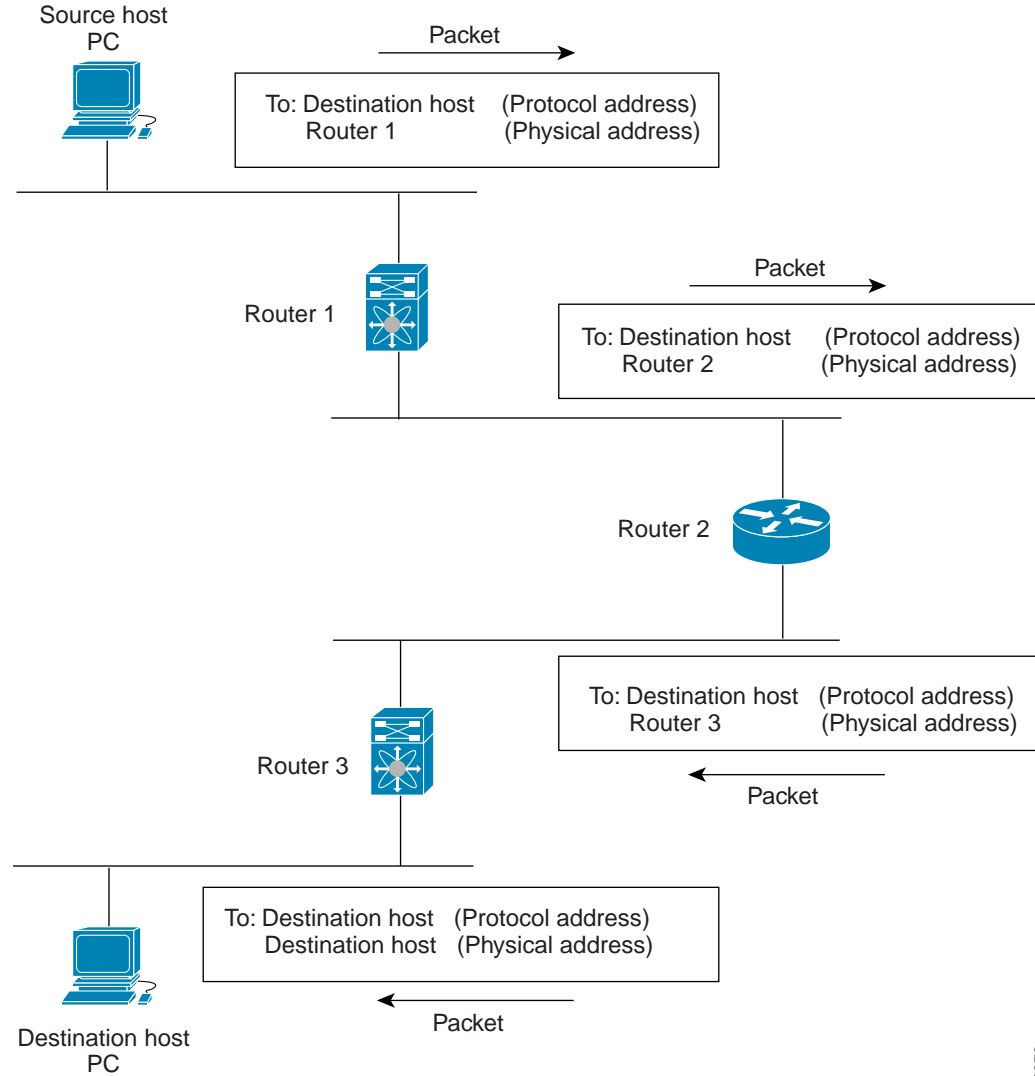 Source host
PC
Packet
To: Destination host (Protocol address)
Router 1 (Physical address)
Router 1
Packet
To: Destination host (Protocol address)
Router 2 (Physical address)
Router 2
To: Destination host (Protocol address)
Router 3 (Physical address)
Router 3
Packet
To: Destination host (Protocol address)
Destination host (Physical address)
Packet
Destination host
PC